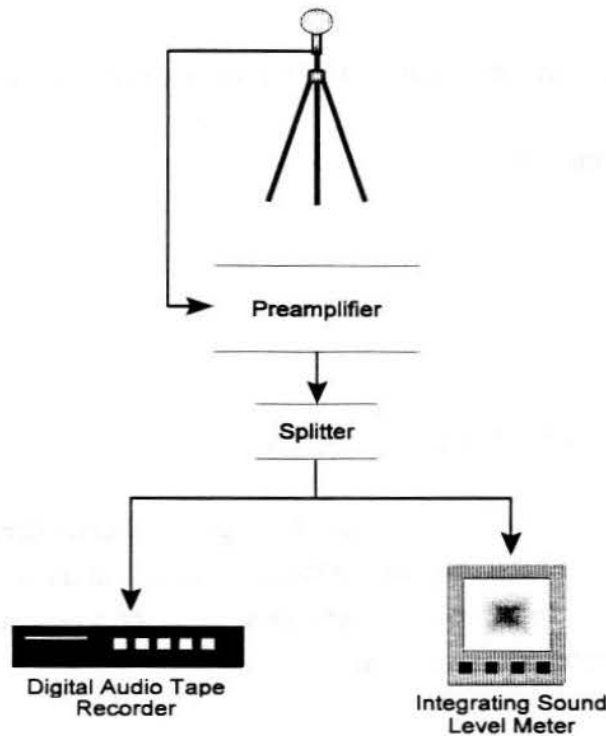 Preamplifier
Splitter
Digital Audio Tape
Recorder
Integrating Sound
Level Meter